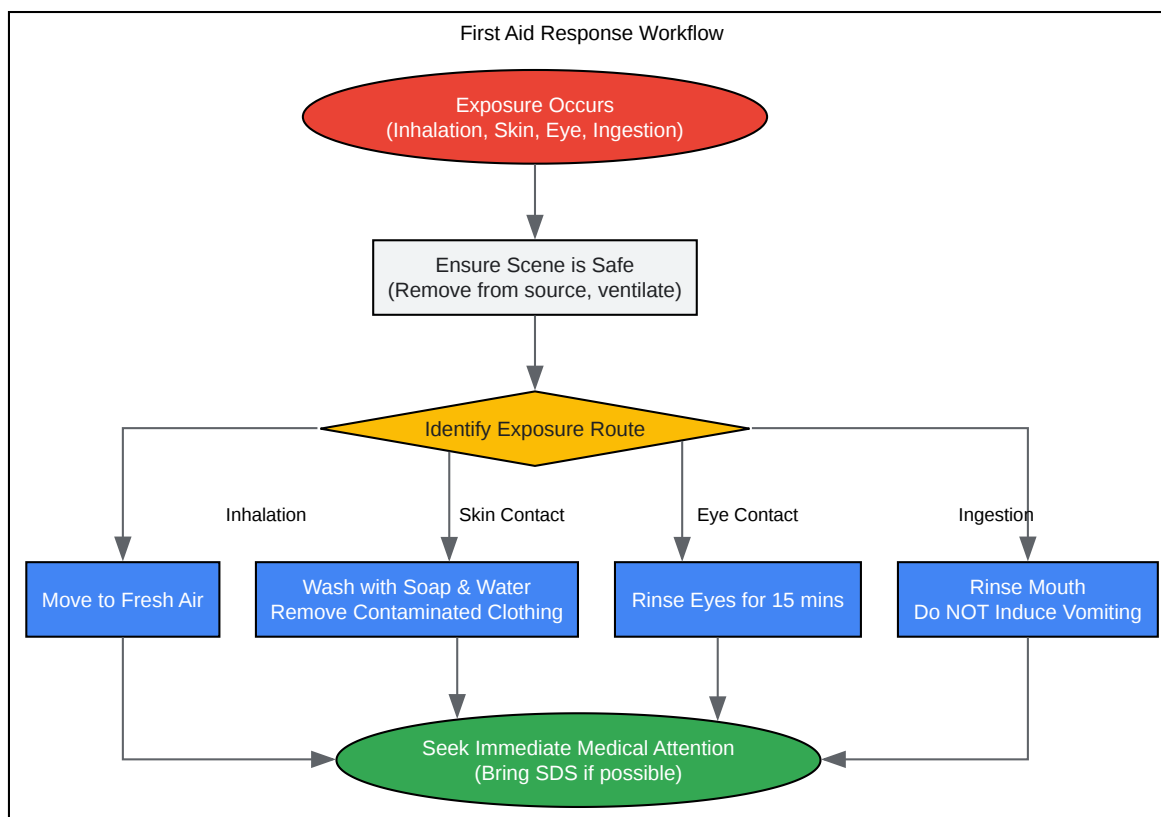 First Aid Response Workflow
Exposure Occurs
(Inhalation, Skin, Eye, Ingestion)
Ensure Scene is Safe
(Remove from source, ventilate)
Identify Exposure Route
Inhalation
Skin Contact
Eye Contact
Ingestion
Move to Fresh Air
Wash with Soap & Water
Remove Contaminated Clothing
Rinse Eyes for 15 mins
Rinse Mouth
Do NOT Induce Vomiting
Seek Immediate Medical Attention
(Bring SDS if possible)